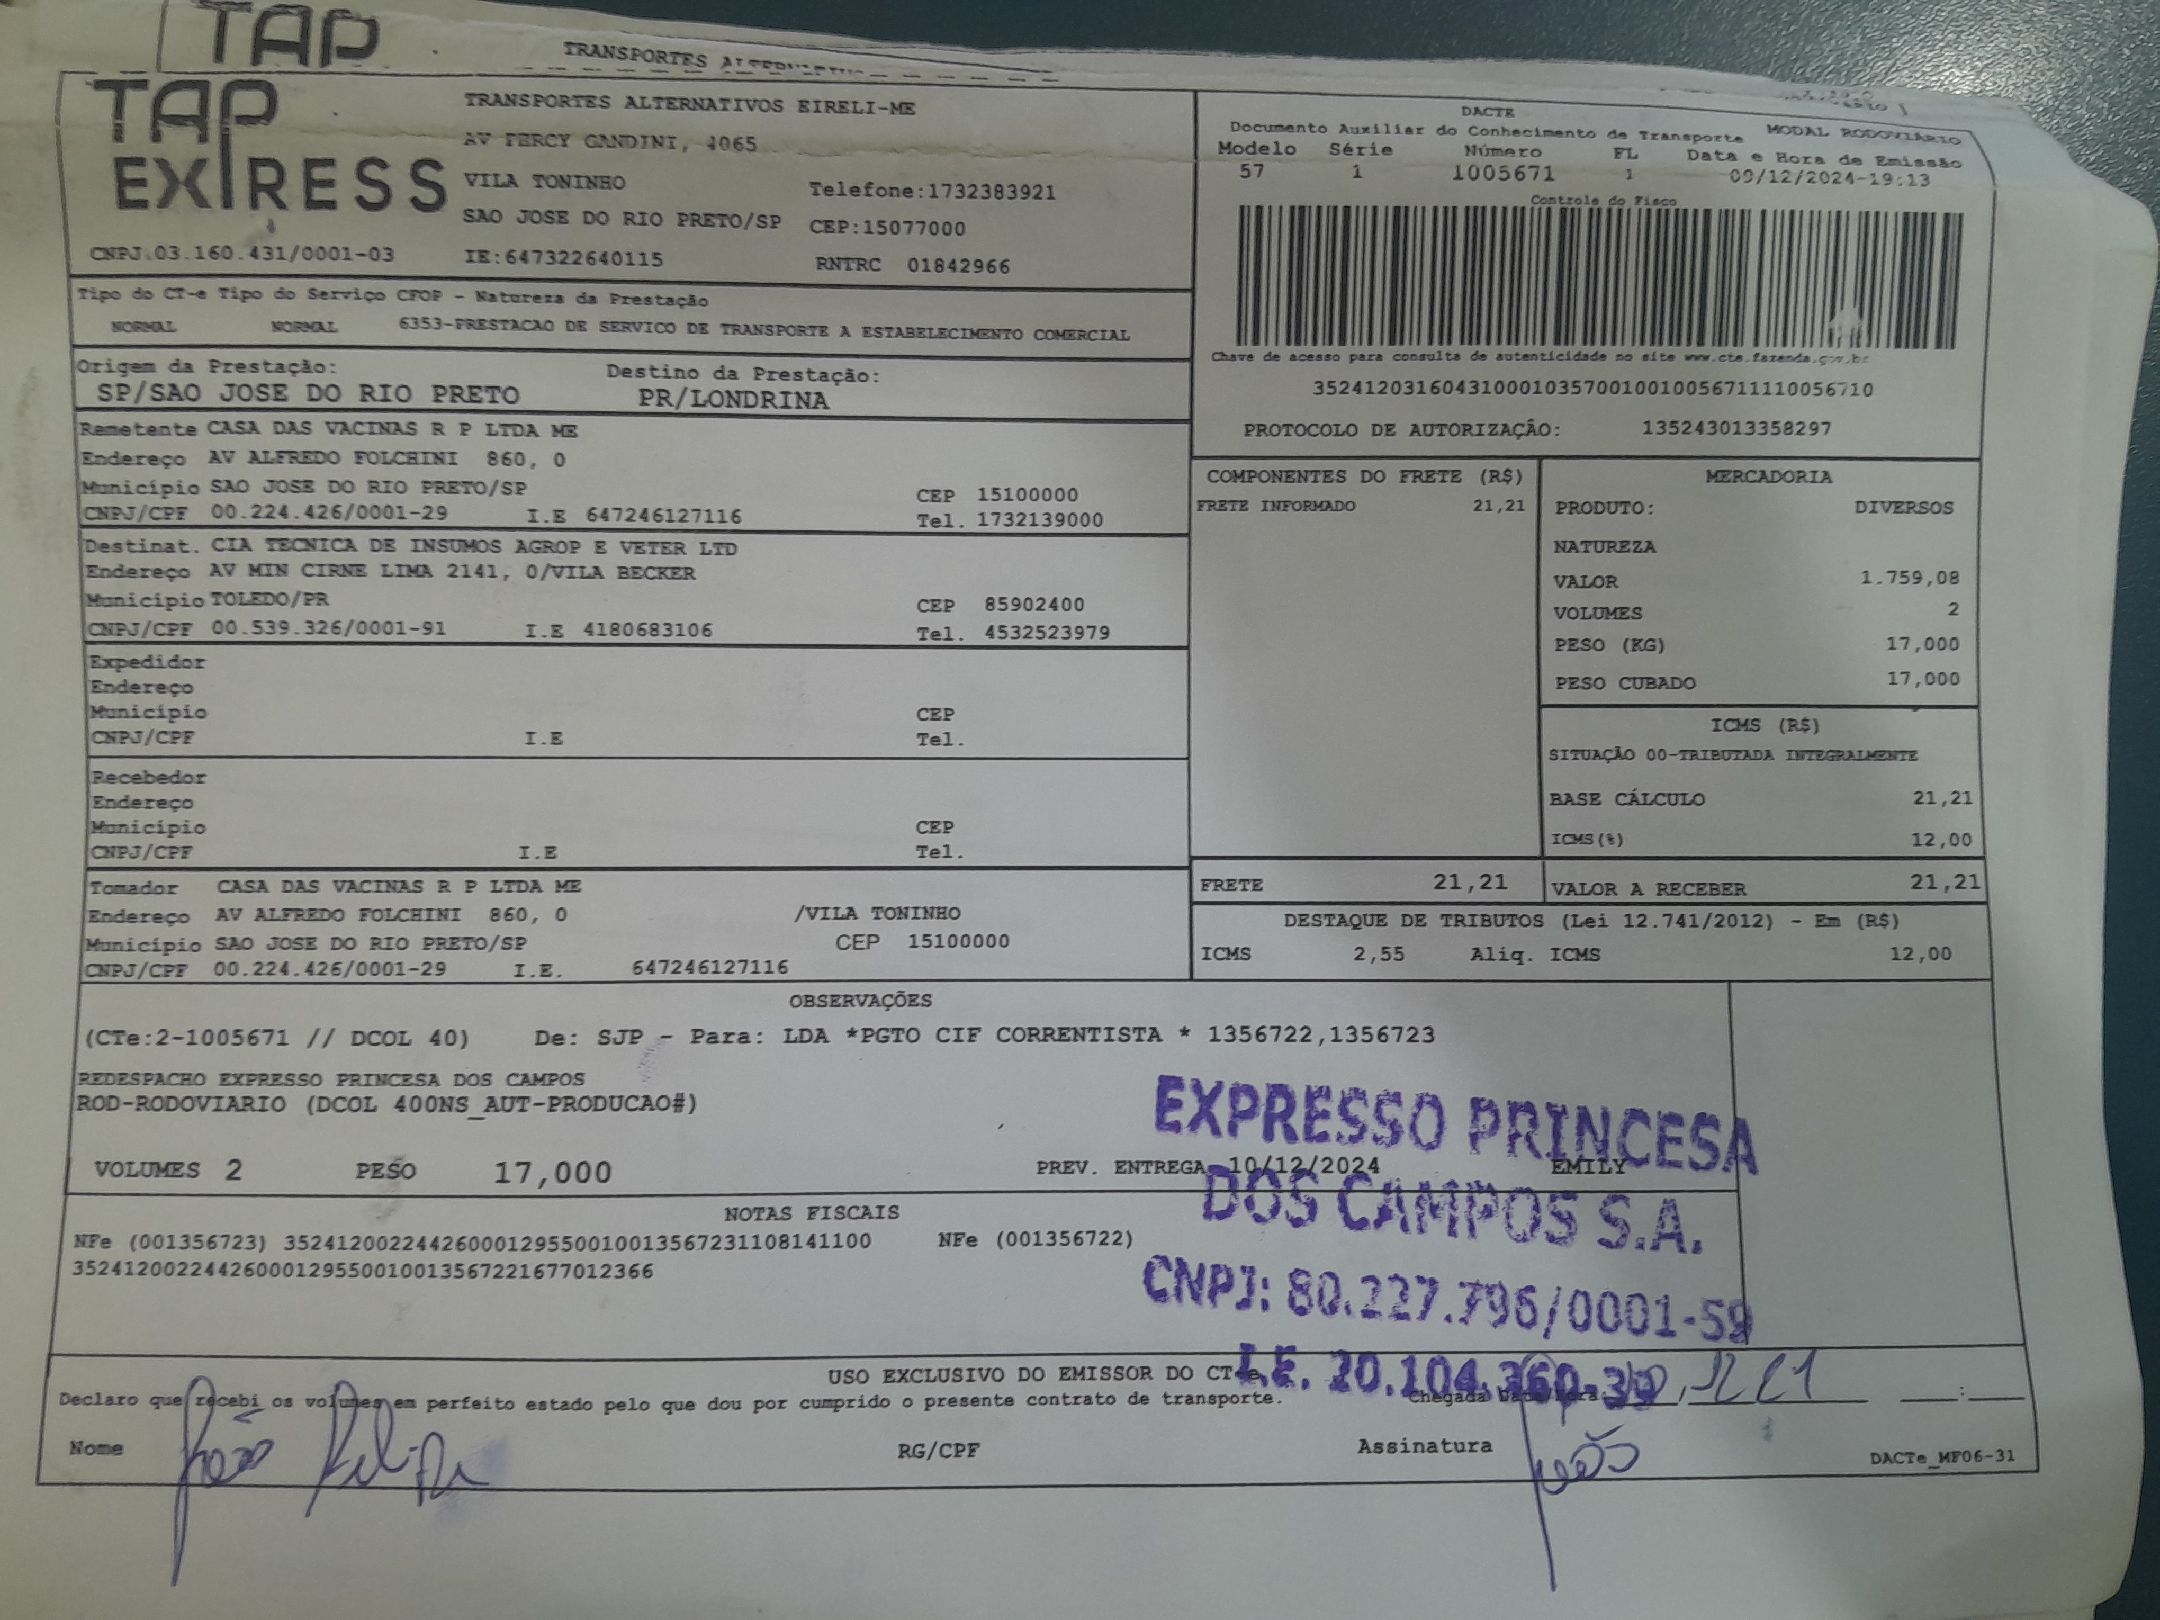 TAP
TRANSPORTES
TAP
EXPRESS
TRANSPORTES ALTERNATIVOS EIRELI-ME
AV PERCY GANDINI, 4065
VILA TONINHO Telefone:1732383921
SAO JOSE DO RIO PRETO/SP CEP:15077000
CNPJ:03.160.431/0001-03 IE:647322640115 RNTRC 01842966
DACTE
Documento Auxiliar do Conhecimento de Transporte MODAL RODOVIÁRIO
Modelo Série Número FL Data e Hora de Emissão
57 1 1005671 1 09/12/2024-19:13
Controle do Fisco
Chave de acesso para consulta de autenticidade no site www.cte.fazenda.gov.br
35241203160431000103570010010056711110056710
PROTOCOLO DE AUTORIZAÇÃO: 135243013358297
Tipo do CT-e Tipo do Serviço CFOP - Natureza da Prestação
NORMAL NORMAL 6353-PRESTACAO DE SERVICO DE TRANSPORTE A ESTABELECIMENTO COMERCIAL
Origem da Prestação: Destino da Prestação:
SP/SAO JOSE DO RIO PRETO PR/LONDRINA
Remetente CASA DAS VACINAS R P LTDA ME
Endereço AV ALFREDO FOLCHINI 860, 0
Município SAO JOSE DO RIO PRETO/SP CEP 15100000
CNPJ/CPF 00.224.426/0001-29 I.E 647246127116 Tel. 1732139000
Destinat. CIA TECNICA DE INSUMOS AGROP E VETER LTD
Endereço AV MIN CIRNE LIMA 2141, 0/VILA BECKER
Município TOLEDO/PR CEP 85902400
CNPJ/CPF 00.539.326/0001-91 I.E 4180683106 Tel. 4532523979
Expedidor
Endereço
Município CEP
CNPJ/CPF I.E Tel.
Recebedor
Endereço
Município CEP
CNPJ/CPF I.E Tel.
Tomador CASA DAS VACINAS R P LTDA ME
Endereço AV ALFREDO FOLCHINI 860, 0 /VILA TONINHO
Município SAO JOSE DO RIO PRETO/SP CEP 15100000
CNPJ/CPF 00.224.426/0001-29 I.E. 647246127116
COMPONENTES DO FRETE (R$)
FRETE INFORMADO 21,21
MERCADORIA
PRODUTO: DIVERSOS
NATUREZA
VALOR 1.759,08
VOLUMES 2
PESO (KG) 17,000
PESO CUBADO 17,000
ICMS (R$)
SITUAÇÃO 00-TRIBUTADA INTEGRALMENTE
BASE CÁLCULO 21,21
ICMS(%) 12,00
FRETE 21,21 VALOR A RECEBER 21,21
DESTAQUE DE TRIBUTOS (Lei 12.741/2012) - Em (R$)
ICMS 2,55 Aliq. ICMS 12,00
OBSERVAÇÕES
(CTe:2-1005671 // DCOL 40) De: SJP - Para: LDA *PGTO CIF CORRENTISTA * 1356722,1356723
REDESPACHO EXPRESSO PRINCESA DOS CAMPOS
ROD-RODOVIARIO (DCOL 400NS_AUT-PRODUCAO#)
VOLUMES 2 PESO 17,000 PREV. ENTREGA 10/12/2024 EMILY
EXPRESSO PRINCESA
DOS CAMPOS S.A.
CNPJ: 80.227.796/0001-59
I.E. 20.104.360-39
NOTAS FISCAIS
NFe (001356723) 35241200224426000129550010013567231108141100 NFe (001356722)
35241200224426000129550010013567221677012366
USO EXCLUSIVO DO EMISSOR DO CT-e
Declaro que recebi os volumes em perfeito estado pelo que dou por cumprido o presente contrato de transporte. Chegada Data/Hora
Nome João Felipe RG/CPF Assinatura João DACTe_MF06-31